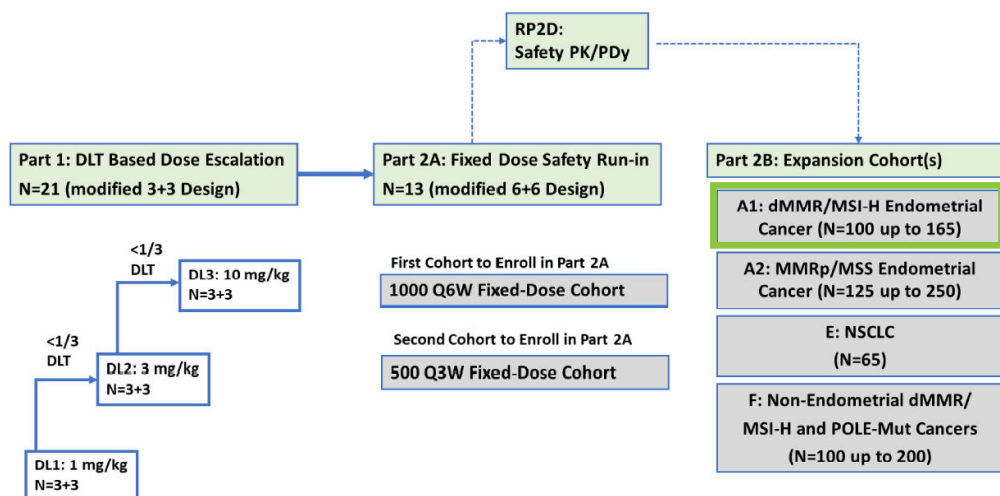 RP2D:
Safety PK/PDy
Part 1: DLT Based Dose Escalation
N=21 (modified 3+3 Design)
Part 2A: Fixed Dose Safety Run-in
N=13 (modified 6+6 Design)
Part 2B: Expansion Cohort(s)
A1: dMMR/MSI-H Endometrial
Cancer (N=100 up to 165)
A2: MMRp/MSS Endometrial
Cancer (N=125 up to 250)
E: NSCLC
(N=65)
F: Non-Endometrial dMMR/
MSI-H and POLE-Mut Cancers
(N=100 up to 200)
First Cohort to Enroll in Part 2A
1000 Q6W Fixed-Dose Cohort
Second Cohort to Enroll in Part 2A
500 Q3W Fixed-Dose Cohort
<1/3
DLT
DL3: 10 mg/kg
N=3+3
<1/3
DLT
DL2: 3 mg/kg
N=3+3
DL1: 1 mg/kg
N=3+3